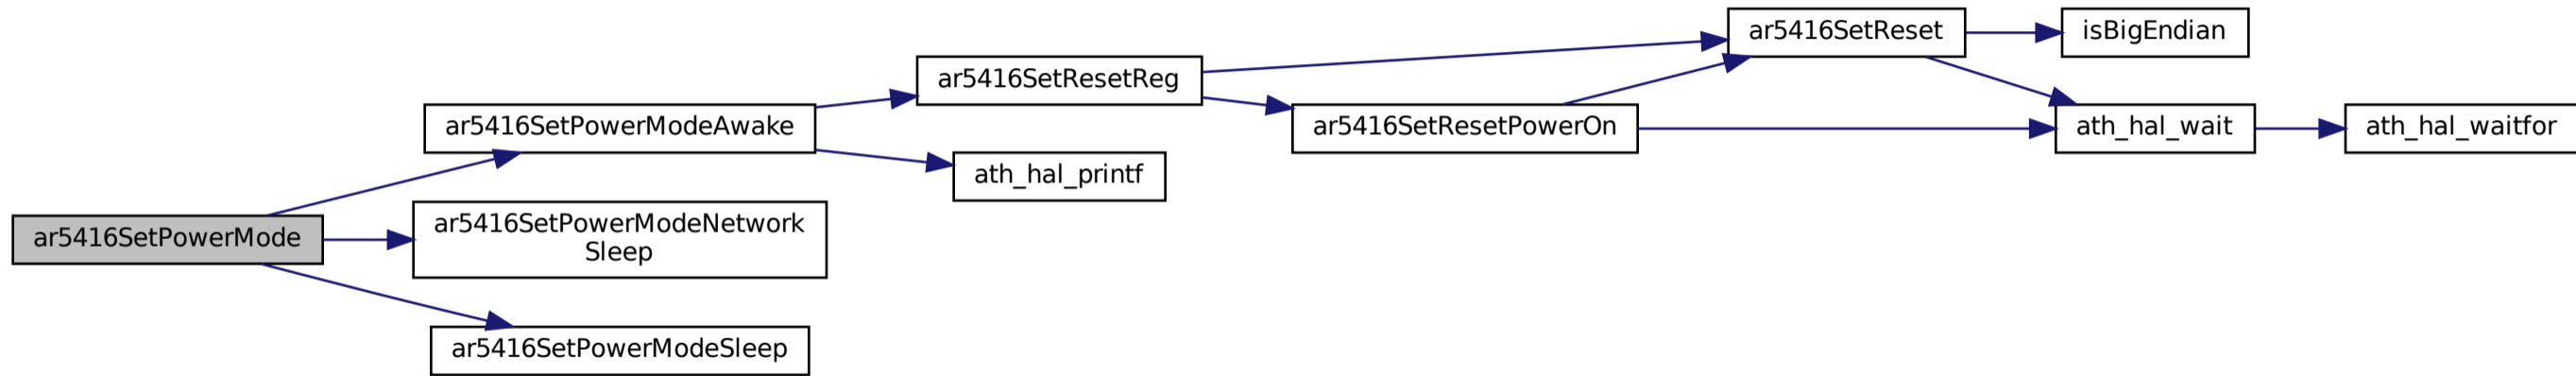 ar5416SetPowerMode
ar5416SetPowerModeAwake
ar5416SetPowerModeNetwork
Sleep
ar5416SetPowerModeSleep
ar5416SetResetReg
ath_hal_printf
ar5416SetResetPowerOn
ar5416SetReset
isBigEndian
ath_hal_wait
ath_hal_waitfor